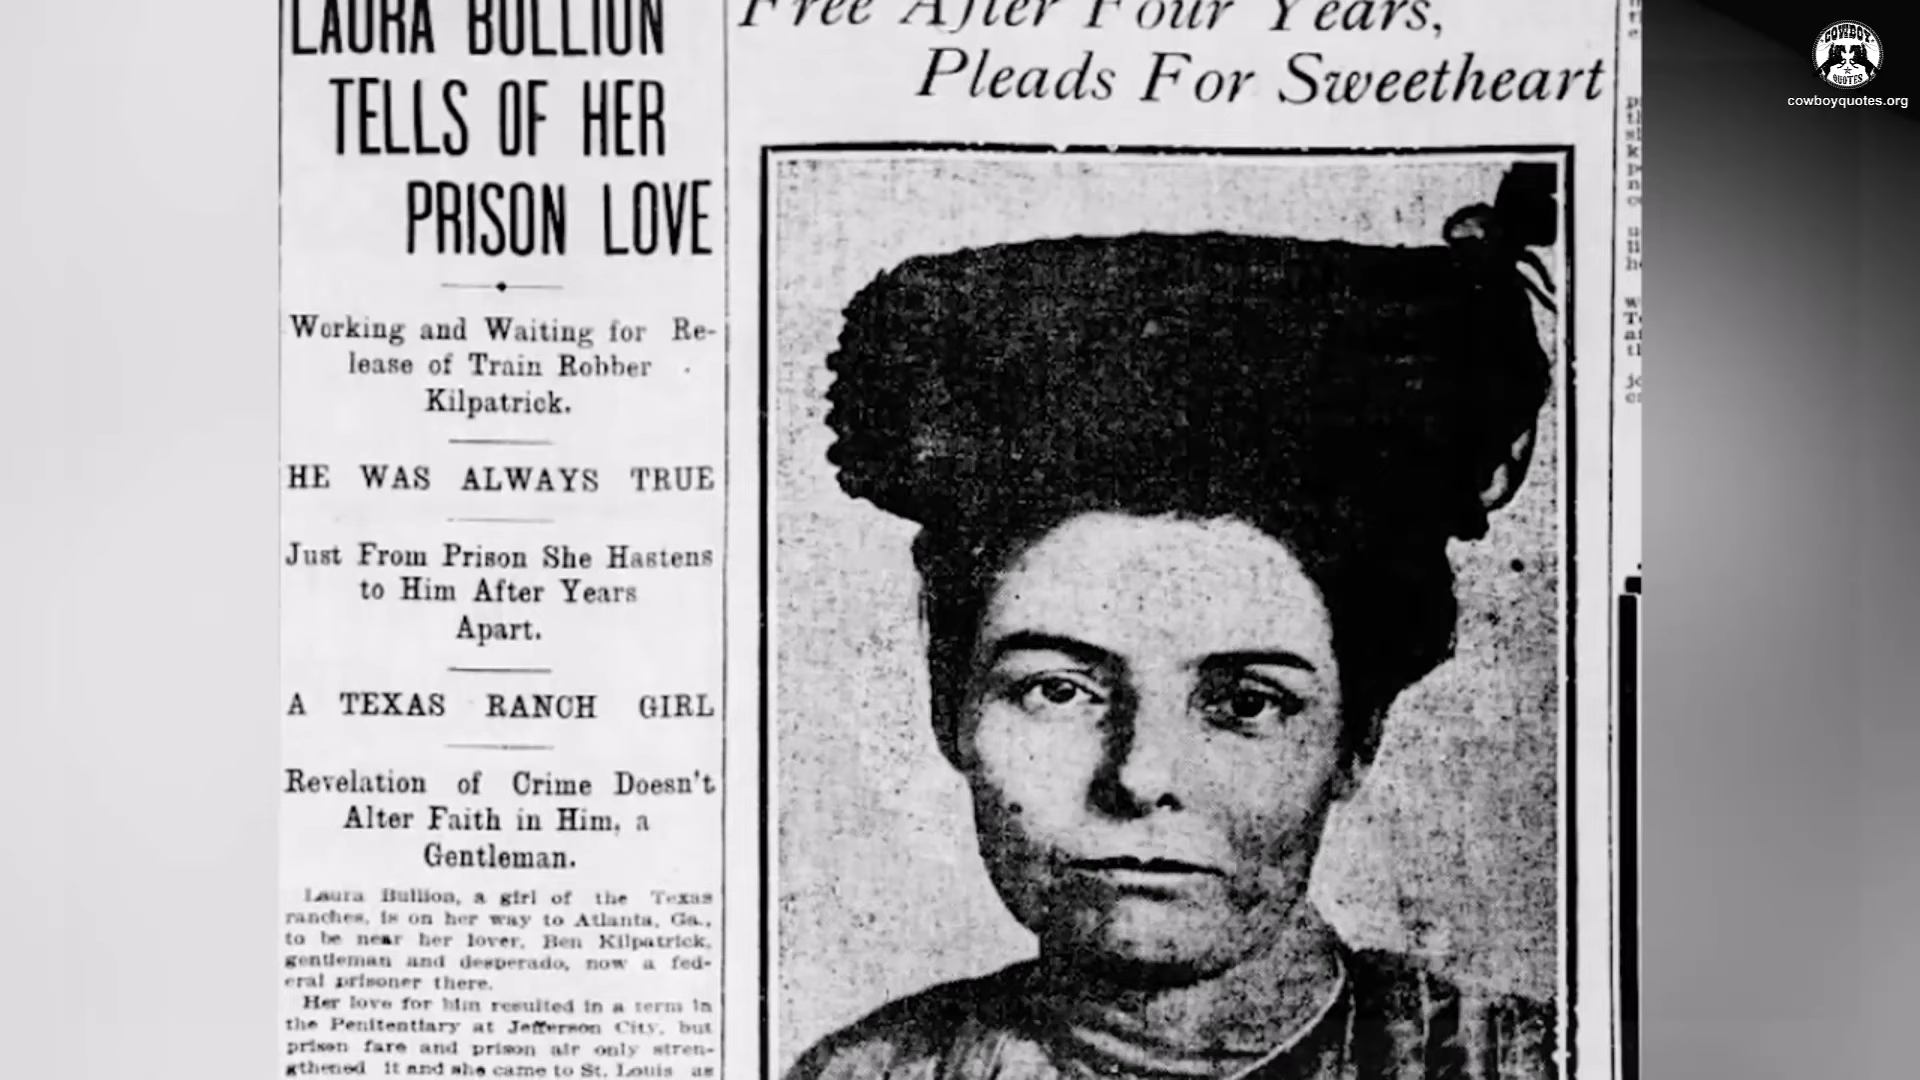 LAURA BULLION
TELLS OF HER
PRISON LOVE
Working and Waiting for Re-
lease of Train Robber
Kilpatrick.
HE WAS ALWAYS TRUE
Just From Prison She Hastens
to Him After Years
Apart.
A TEXAS RANCH GIRL
Revelation of Crime Doesn't
Alter Faith in Him, a
Gentleman.
Laura Bullion, a girl of the Texas
ranches, is on her way to Atlanta, Ga.,
to be near her lover, Ben Kilpatrick,
gentleman and desperado, now a fed-
eral prisoner there.
Her love for him resulted in a term in
the Penitentiary at Jefferson City, but
prison fare and prison air only stren-
gthened it and she came to St. Louis as
Free After Four Years,
Pleads For Sweetheart
COWBOY
QUOTES
cowboyquotes.org